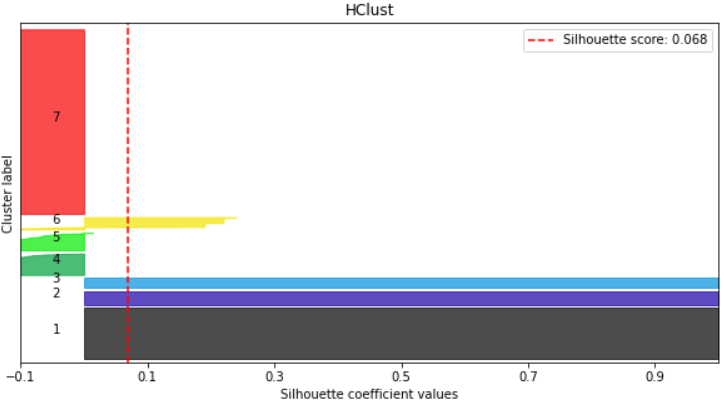 HClust
Silhouette score: 0.068
Cluster label
7
6
5
4
3
2
1
−0.1 0.1 0.3 0.5 0.7 0.9
Silhouette coefficient values